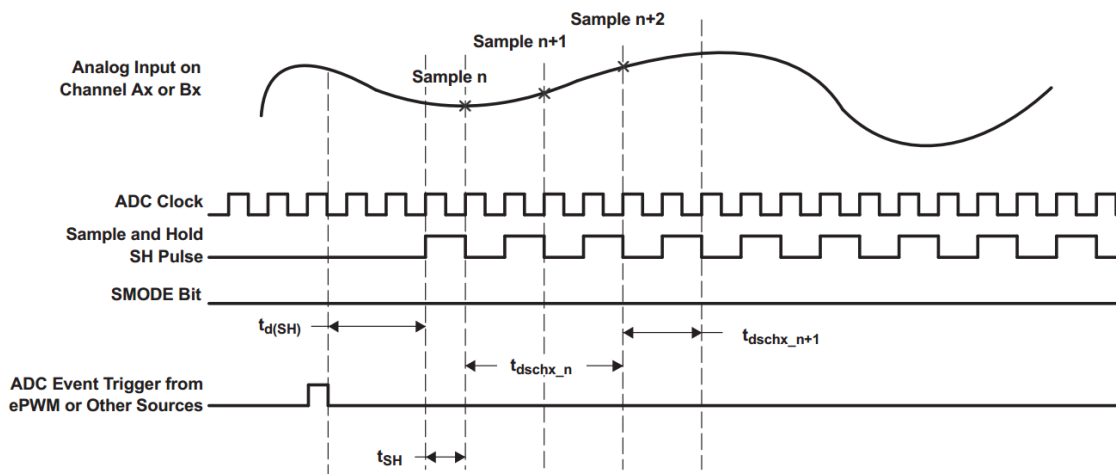 Sample n+2
Sample n+1
Analog Input on
Channel Ax or Bx
Sample n
ADC Clock
Sample and Hold
SH Pulse
SMODE Bit
td(SH)
tdschx_n+1
tdschx_n
ADC Event Trigger from
ePWM or Other Sources
tSH